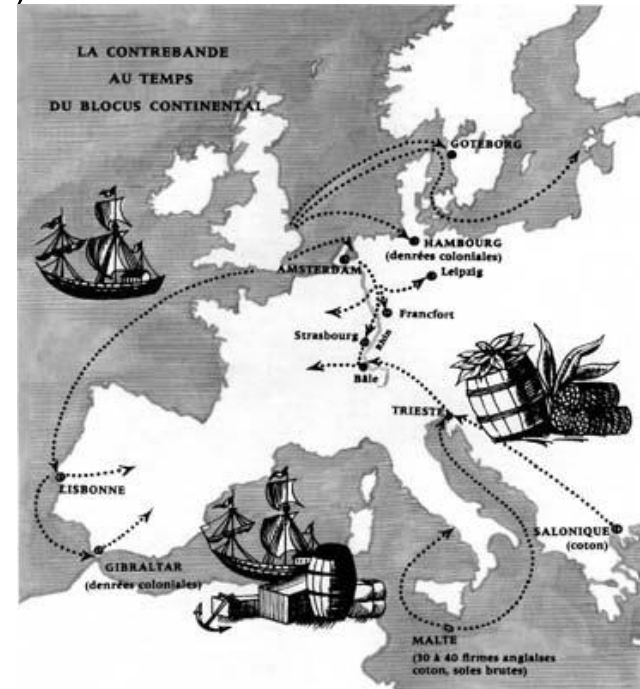 )
LA CONTREBANDE
AU TEMPS
DU BLOCUS CONTINENTAL
GOTEBORG
HAMBOURG
(denrées coloniales)
AMSTERDAM
Leipzig
Francfort
Strasbourg
Rhin
Bâle
TRIESTE
LISBONNE
SALONIQUE
(coton)
GIBRALTAR
(denrées coloniales)
MALTE
(30 à 40 firmes anglaises
coton, soies brutes)